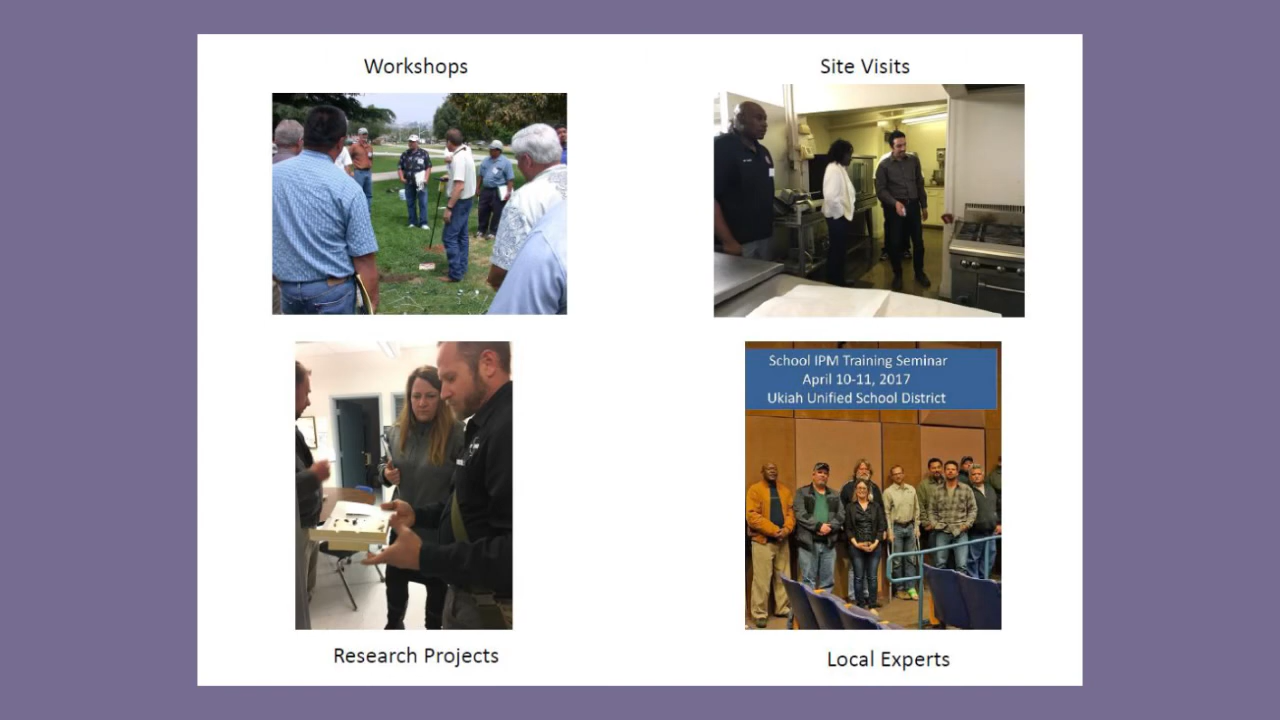 Workshops
Site Visits
School IPM Training Seminar
April 10-11, 2017
Ukiah Unified School District
Research Projects
Local Experts